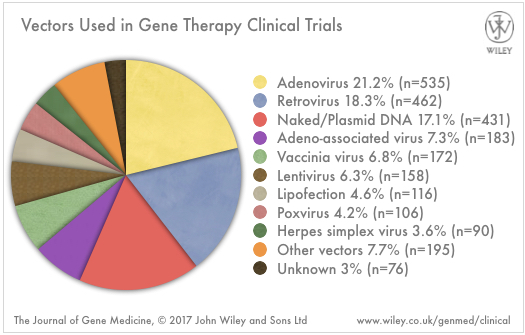 Vectors Used in Gene Therapy Clinical Trials
WILEY
Adenovirus 21.2% (n=535)
Retrovirus 18.3% (n=462)
Naked/Plasmid DNA 17.1% (n=431)
Adeno-associated virus 7.3% (n=183)
Vaccinia virus 6.8% (n=172)
Lentivirus 6.3% (n=158)
Lipofection 4.6% (n=116)
Poxvirus 4.2% (n=106)
Herpes simplex virus 3.6% (n=90)
Other vectors 7.7% (n=195)
Unknown 3% (n=76)
The Journal of Gene Medicine, © 2017 John Wiley and Sons Ltd
www.wiley.co.uk/genmed/clinical